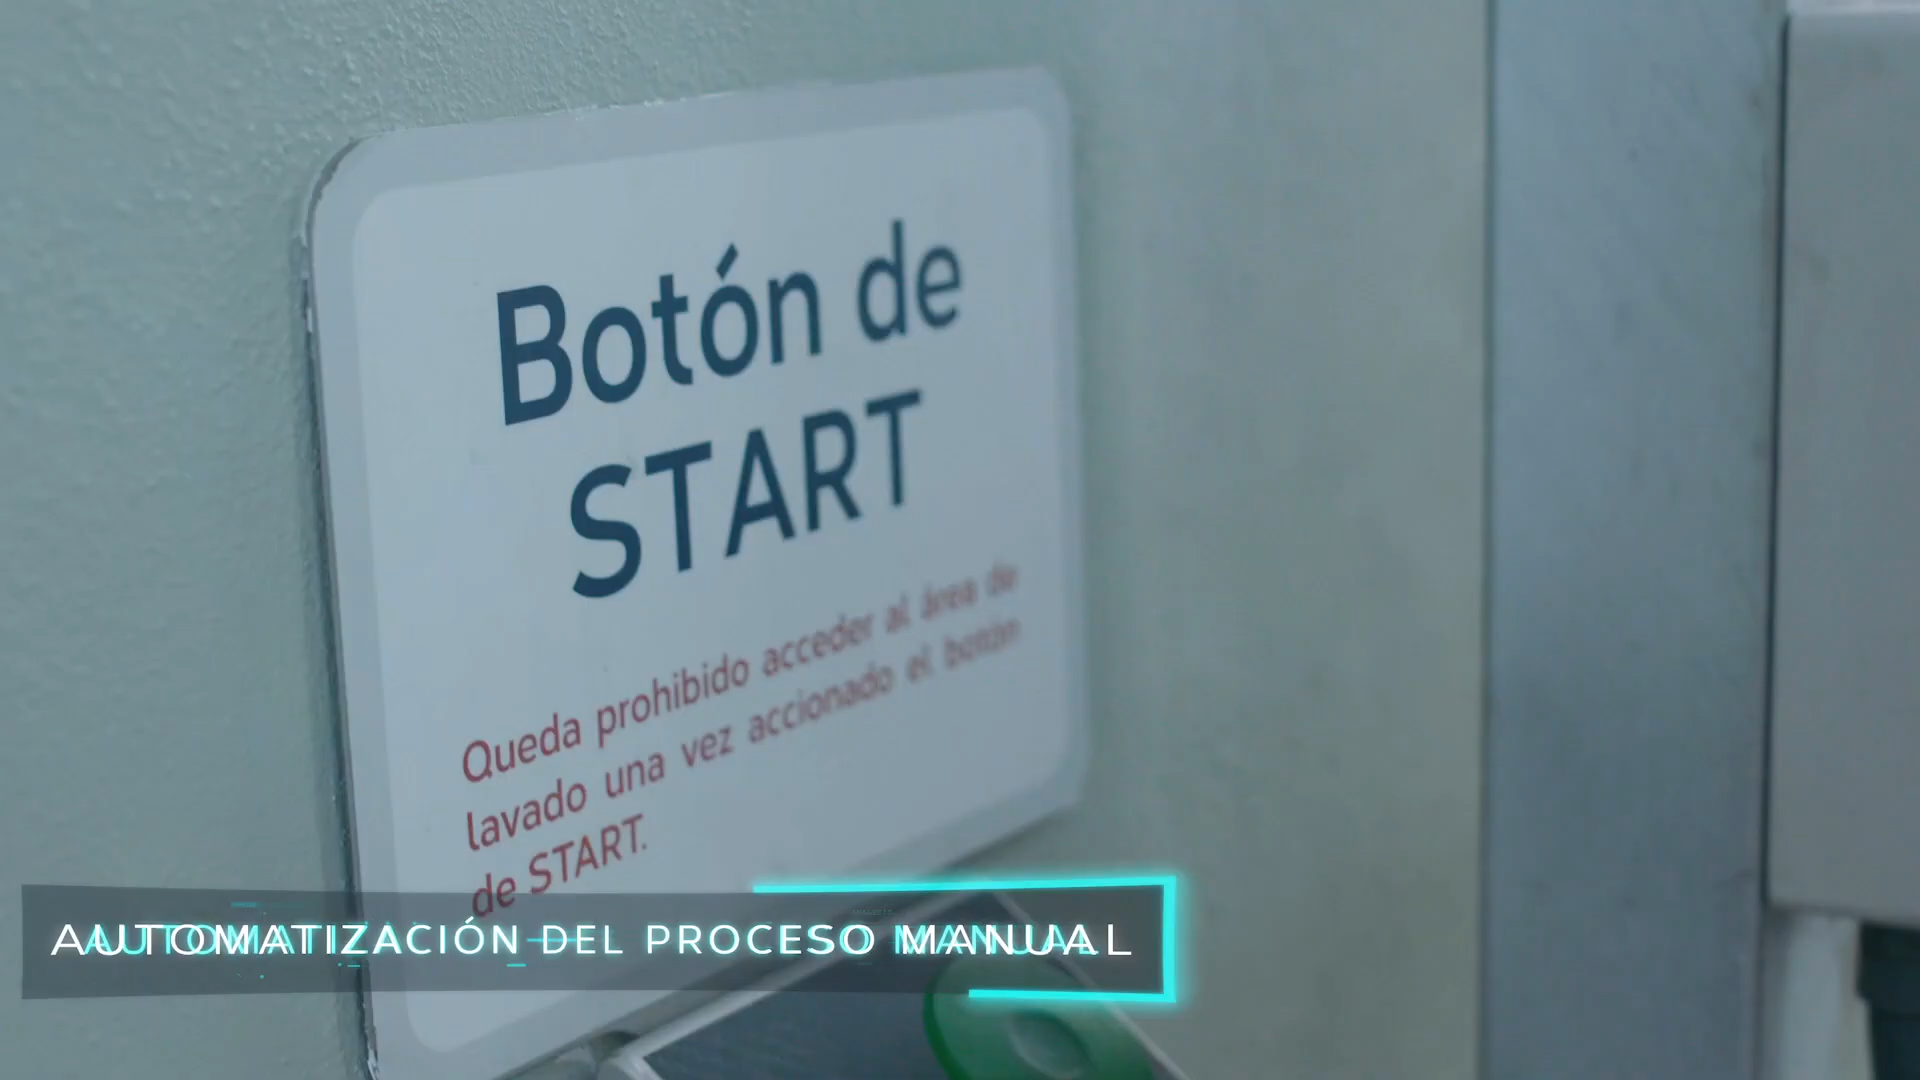 Botón de
START
Queda prohibido acceder al área de
lavado una vez accionado el botón
de START.
AUTOMATIZACIÓN DEL PROCESO MANUAL